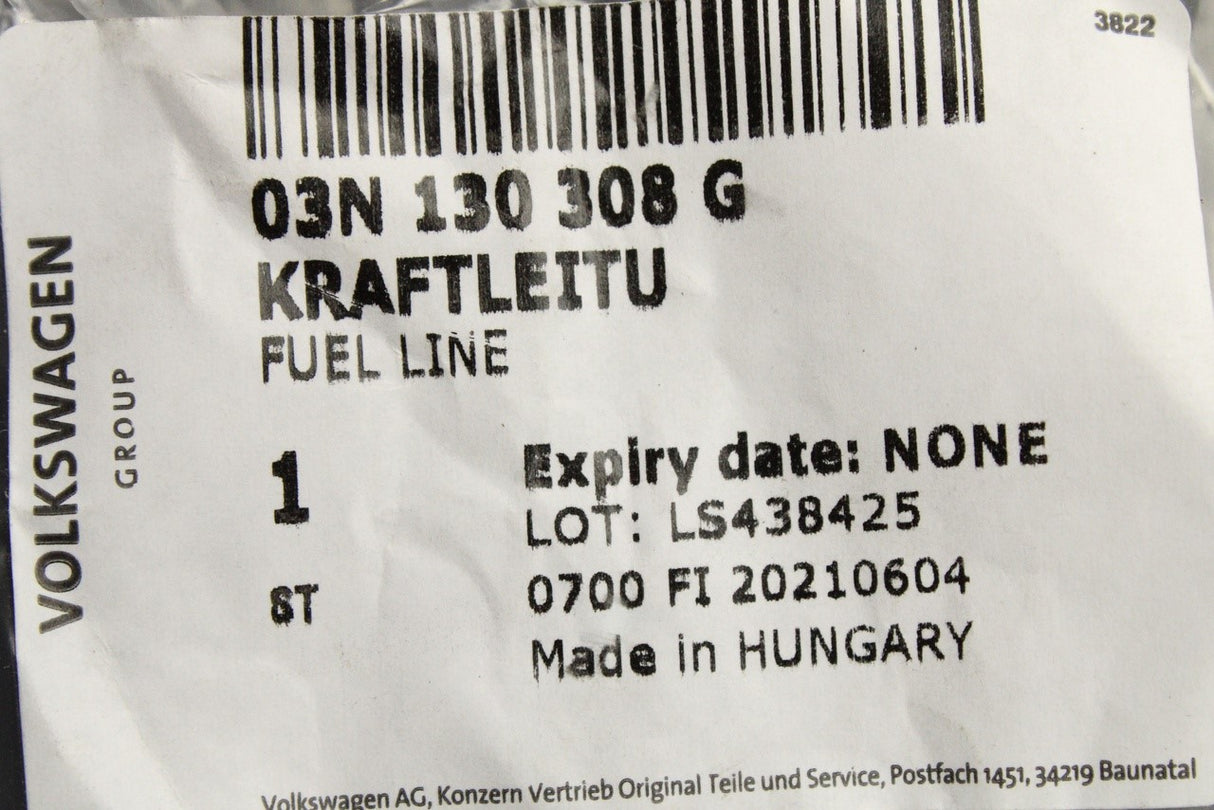 3822
03N 130 308 G
KRAFTLEITU
FUEL LINE
VOLKSWAGEN
GROUP
1
ST
Expiry date: NONE
LOT: LS438425
0700 FI 20210604
Made in HUNGARY
Volkswagen AG, Konzern Vertrieb Original Teile und Service, Postfach 1451, 34219 Baunatal